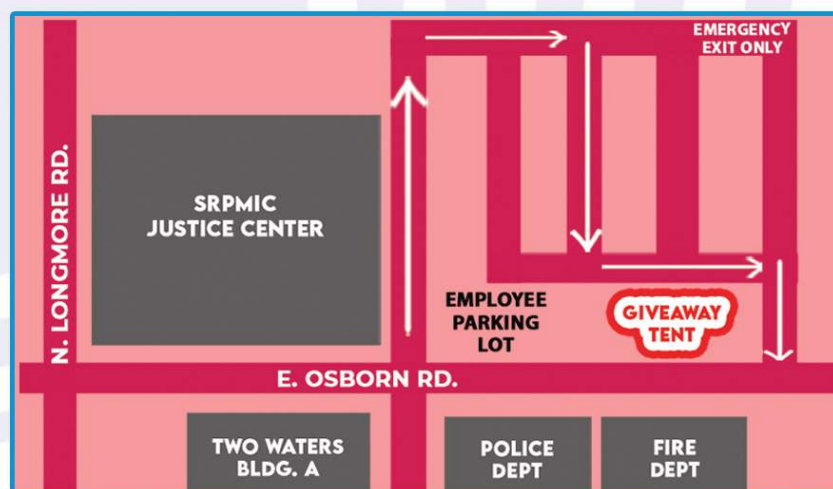 EMERGENCY
EXIT ONLY
N. LONGMORE RD.
SRPMIC
JUSTICE CENTER
EMPLOYEE
PARKING
LOT
GIVEAWAY
TENT
E. OSBORN RD.
TWO WATERS
BLDG. A
POLICE
DEPT
FIRE
DEPT